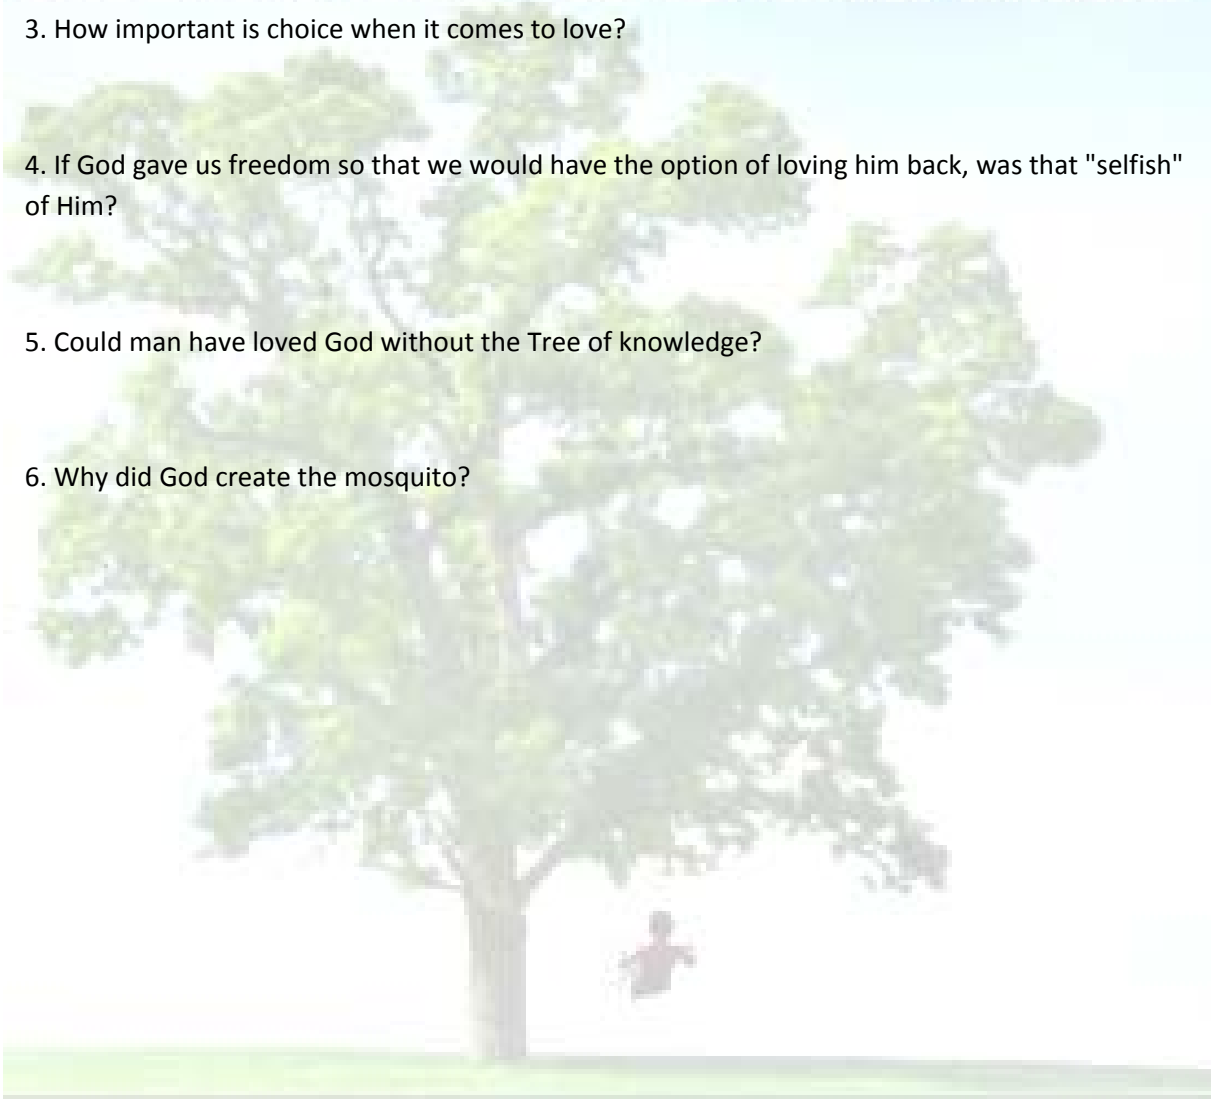 3. How important is choice when it comes to love?
4. If God gave us freedom so that we would have the option of loving him back, was that "selfish"
of Him?
5. Could man have loved God without the Tree of knowledge?
6. Why did God create the mosquito?